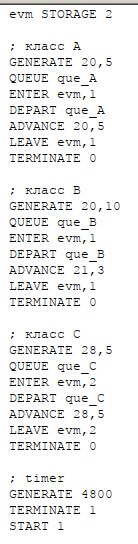 evm STORAGE 2
; класс A
GENERATE 20,5
QUEUE que_A
ENTER evm,1
DEPART que_A
ADVANCE 20,5
LEAVE evm,1
TERMINATE 0
; класс B
GENERATE 20,10
QUEUE que_B
ENTER evm,1
DEPART que_B
ADVANCE 21,3
LEAVE evm,1
TERMINATE 0
; класс C
GENERATE 28,5
QUEUE que_C
ENTER evm,2
DEPART que_C
ADVANCE 28,5
LEAVE evm,2
TERMINATE 0
; timer
GENERATE 4800
TERMINATE 1
START 1